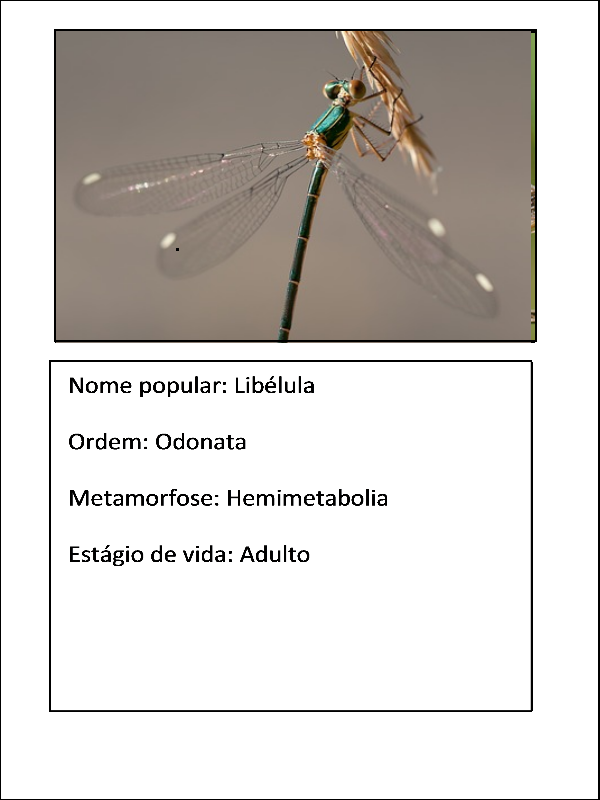 Nome popular: Libélula
Ordem: Odonata
Metamorfose: Hemimetabolia
Estágio de vida: Adulto